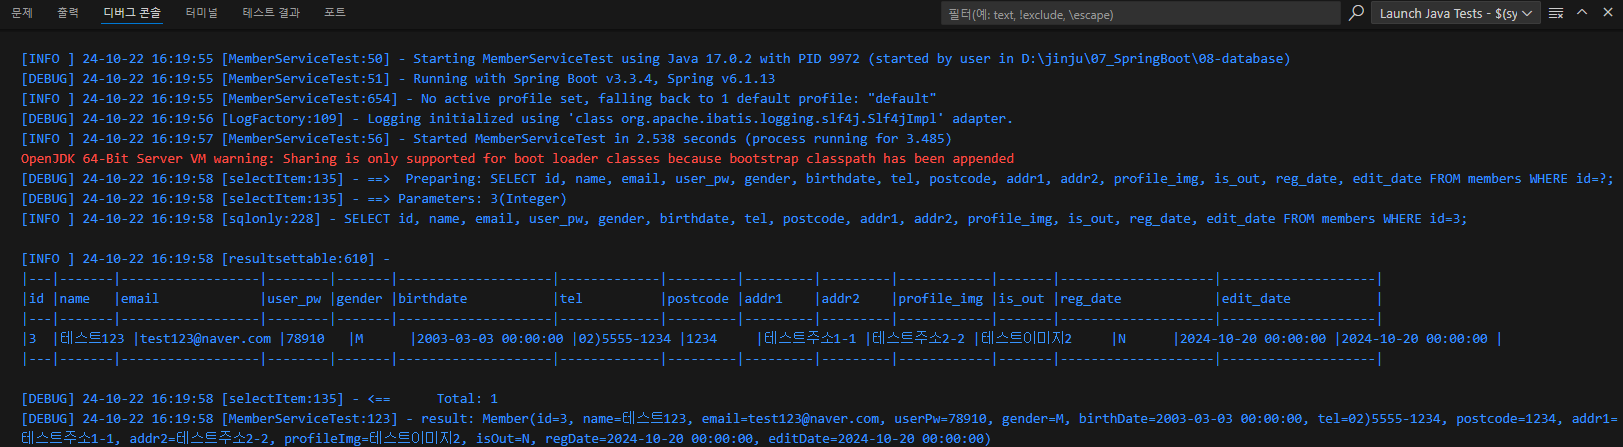 문제 출력 디버그 콘솔 터미널 테스트 결과 포트 필터(예: text, !exclude, \escape) Launch Java Tests - $(sy
[INFO ] 24-10-22 16:19:55 [MemberServiceTest:50] - Starting MemberServiceTest using Java 17.0.2 with PID 9972 (started by user in D:\jinju\07_SpringBoot\08-database)
[DEBUG] 24-10-22 16:19:55 [MemberServiceTest:51] - Running with Spring Boot v3.3.4, Spring v6.1.13
[INFO ] 24-10-22 16:19:55 [MemberServiceTest:654] - No active profile set, falling back to 1 default profile: "default"
[DEBUG] 24-10-22 16:19:56 [LogFactory:109] - Logging initialized using 'class org.apache.ibatis.logging.slf4j.Slf4jImpl' adapter.
[INFO ] 24-10-22 16:19:57 [MemberServiceTest:56] - Started MemberServiceTest in 2.538 seconds (process running for 3.485)
OpenJDK 64-Bit Server VM warning: Sharing is only supported for boot loader classes because bootstrap classpath has been appended
[DEBUG] 24-10-22 16:19:58 [selectItem:135] - ==>  Preparing: SELECT id, name, email, user_pw, gender, birthdate, tel, postcode, addr1, addr2, profile_img, is_out, reg_date, edit_date FROM members WHERE id=?;
[DEBUG] 24-10-22 16:19:58 [selectItem:135] - ==> Parameters: 3(Integer)
[INFO ] 24-10-22 16:19:58 [sqlonly:228] - SELECT id, name, email, user_pw, gender, birthdate, tel, postcode, addr1, addr2, profile_img, is_out, reg_date, edit_date FROM members WHERE id=3;
[INFO ] 24-10-22 16:19:58 [resultsettable:610] -
|---|-------|------------------|--------|-------|--------------------|-------------|---------|---------|---------|------------|-------|--------------------|--------------------|
|id |name |email |user_pw |gender |birthdate |tel |postcode |addr1 |addr2 |profile_img |is_out |reg_date |edit_date |
|---|-------|------------------|--------|-------|--------------------|-------------|---------|---------|---------|------------|-------|--------------------|--------------------|
|3 |테스트123 |test123@naver.com |78910 |M |2003-03-03 00:00:00 |02)5555-1234 |1234 |테스트주소1-1 |테스트주소2-2 |테스트이미지2 |N |2024-10-20 00:00:00 |2024-10-20 00:00:00 |
|---|-------|------------------|--------|-------|--------------------|-------------|---------|---------|---------|------------|-------|--------------------|--------------------|
[DEBUG] 24-10-22 16:19:58 [selectItem:135] - <==      Total: 1
[DEBUG] 24-10-22 16:19:58 [MemberServiceTest:123] - result: Member(id=3, name=테스트123, email=test123@naver.com, userPw=78910, gender=M, birthDate=2003-03-03 00:00:00, tel=02)5555-1234, postcode=1234, addr1=
테스트주소1-1, addr2=테스트주소2-2, profileImg=테스트이미지2, isOut=N, regDate=2024-10-20 00:00:00, editDate=2024-10-20 00:00:00)